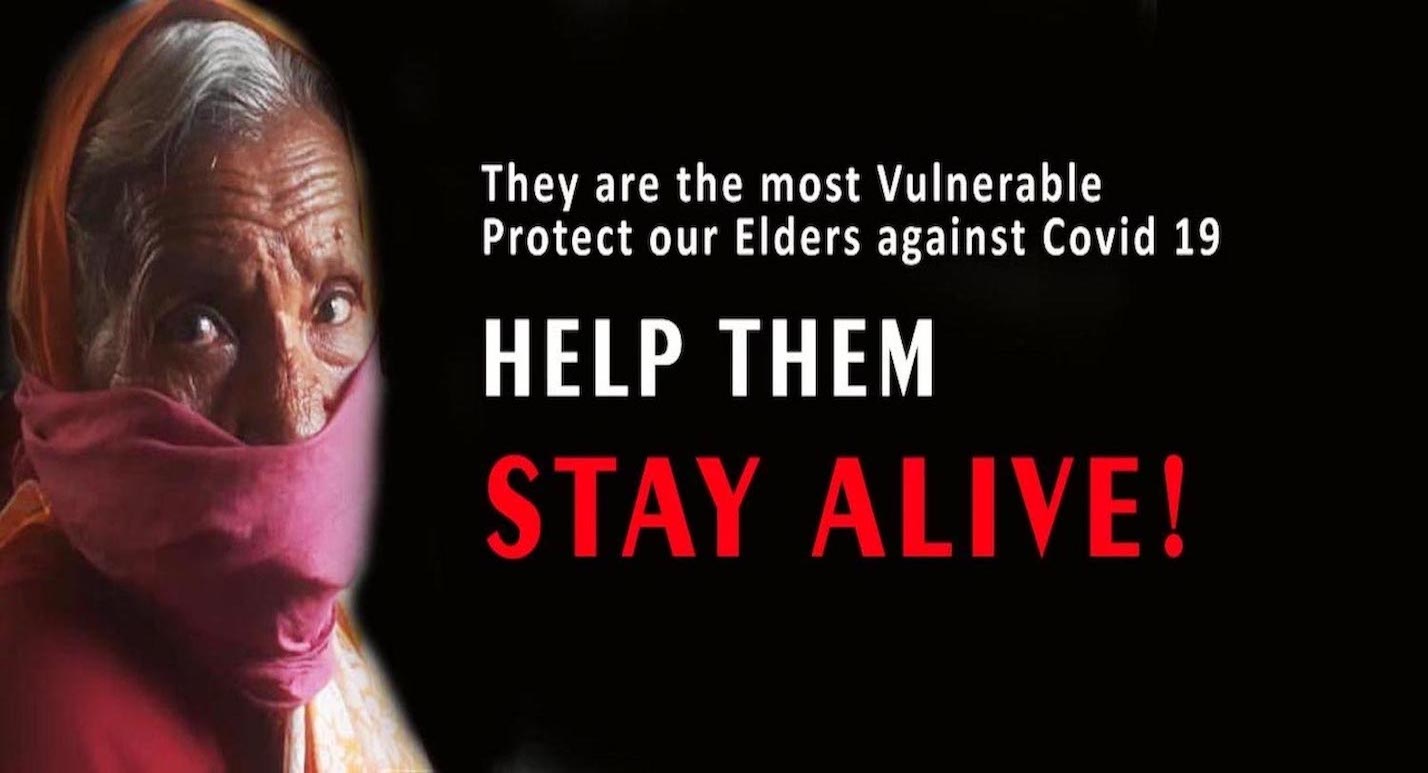 They are the most Vulnerable
Protect our Elders against Covid 19
HELP THEM
STAY ALIVE!